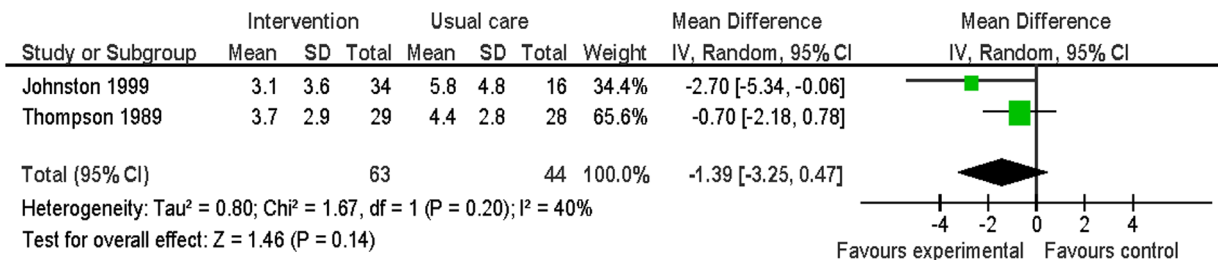 Intervention Usual care Mean Difference Mean Difference
Study or Subgroup Mean SD Total Mean SD Total Weight IV, Random, 95% CI IV, Random, 95% CI
Johnston 1999 3.1 3.6 34 5.8 4.8 16 34.4% -2.70 [-5.34, -0.06]
Thompson 1989 3.7 2.9 29 4.4 2.8 28 65.6% -0.70 [-2.18, 0.78]
Total (95% CI) 63 44 100.0% -1.39 [-3.25, 0.47]
Heterogeneity: Tau² = 0.80; Chi² = 1.67, df = 1 (P = 0.20); I² = 40%
Test for overall effect: Z = 1.46 (P = 0.14)
-4 -2 0 2 4
Favours experimental Favours control